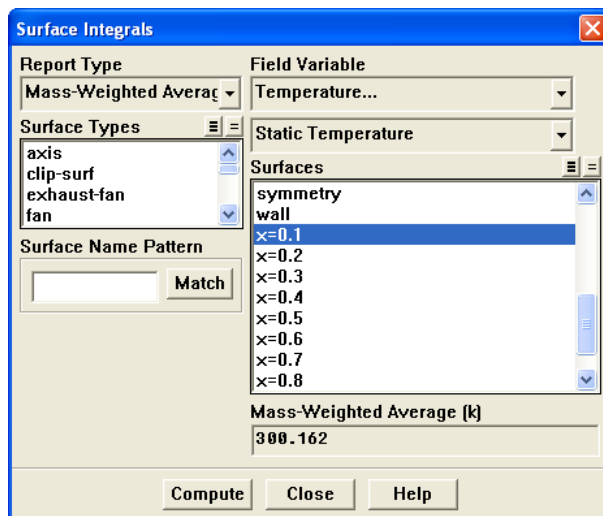 Surface Integrals
Report Type
Mass-Weighted Averag
Surface Types
axis
clip-surf
exhaust-fan
fan
Surface Name Pattern
Match
Field Variable
Temperature...
Static Temperature
Surfaces
symmetry
wall
x=0.1
x=0.2
x=0.3
x=0.4
x=0.5
x=0.6
x=0.7
x=0.8
Mass-Weighted Average (k)
300.162
Compute Close Help